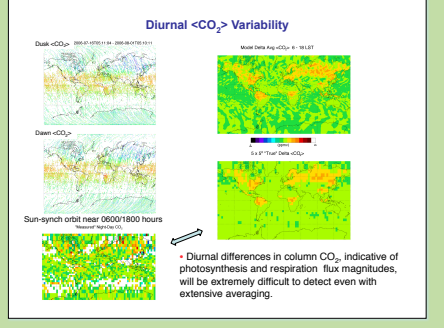 Diurnal <CO2> Variability
Dusk <CO2>
Model Delta Avg <CO2> 6 - 18 LST
Dawn <CO2>
(ppmv)
5 x 5º "True" Delta <CO2>
Sun-synch orbit near 0600/1800 hours
"Measured" Night-Day CO2
• Diurnal differences in column CO2, indicative of
photosynthesis and respiration flux magnitudes,
will be extremely difficult to detect even with
extensive averaging.